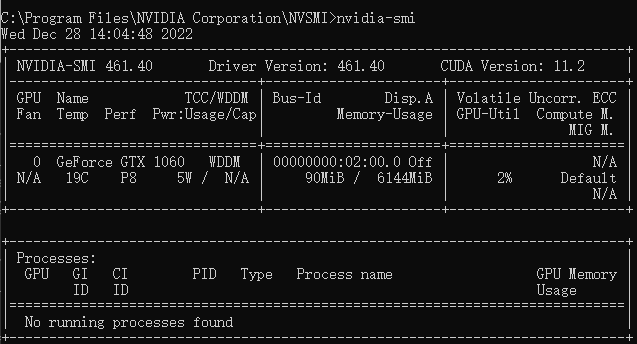 C:\Program Files\NVIDIA Corporation\NVSMI>nvidia-smi
Wed Dec 28 14:04:48 2022
+-----------------------------------------------------------------------------+
| NVIDIA-SMI 461.40       Driver Version: 461.40       CUDA Version: 11.2     |
|-------------------------------+----------------------+----------------------+
| GPU  Name            TCC/WDDM | Bus-Id        Disp.A | Volatile Uncorr. ECC |
| Fan  Temp  Perf  Pwr:Usage/Cap|         Memory-Usage | GPU-Util  Compute M. |
|                               |                      |               MIG M. |
|===============================+======================+======================|
|   0  GeForce GTX 1060   WDDM  | 00000000:02:00.0 Off |                  N/A |
| N/A   19C    P8     5W /  N/A |     90MiB /  6144MiB |      2%      Default |
|                               |                      |                  N/A |
+-------------------------------+----------------------+----------------------+
+-----------------------------------------------------------------------------+
| Processes:                                                                  |
|  GPU   GI   CI        PID   Type   Process name                  GPU Memory |
|        ID   ID                                                   Usage      |
|=============================================================================|
|  No running processes found                                                 |
+-----------------------------------------------------------------------------+